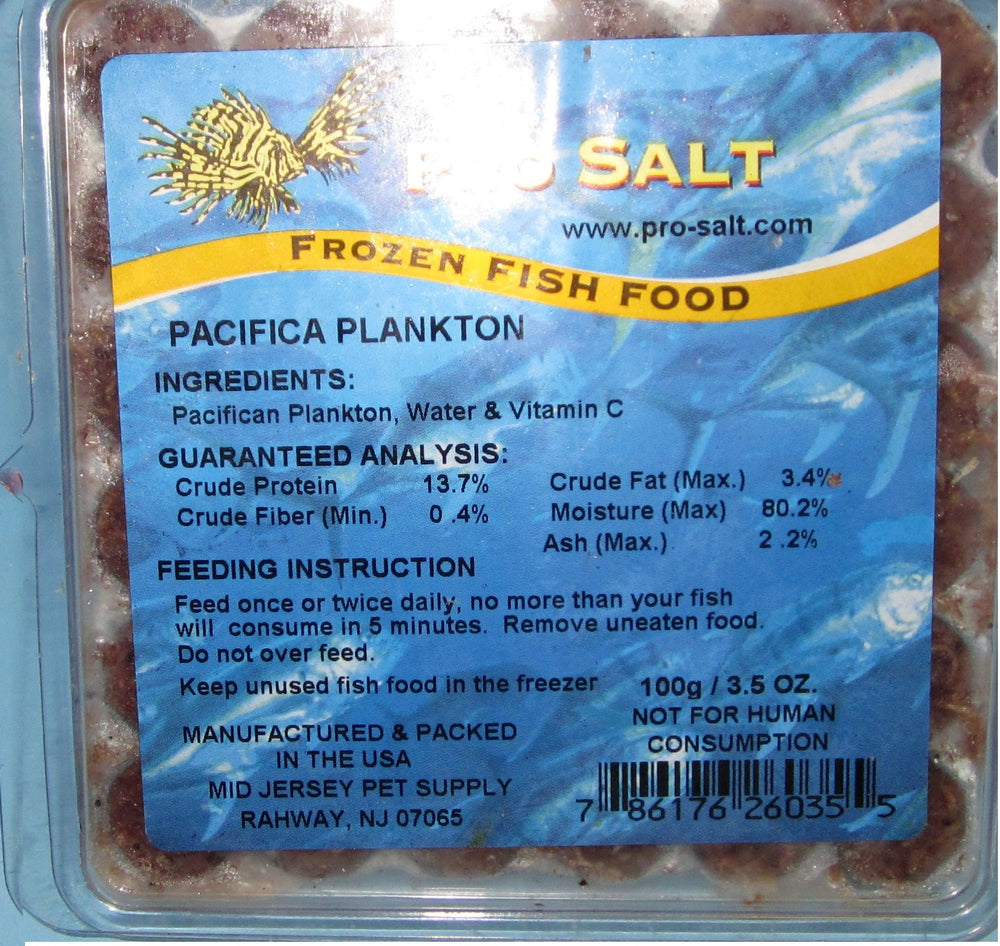 PRO SALT
www.pro-salt.com
FROZEN FISH FOOD
PACIFICA PLANKTON
INGREDIENTS:
Pacifican Plankton, Water & Vitamin C
GUARANTEED ANALYSIS:
Crude Protein 13.7% Crude Fat (Max.) 3.4%
Crude Fiber (Min.) 0 .4% Moisture (Max) 80.2%
Ash (Max.) 2 .2%
FEEDING INSTRUCTION
Feed once or twice daily, no more than your fish
will consume in 5 minutes. Remove uneaten food.
Do not over feed.
Keep unused fish food in the freezer
100g / 3.5 OZ.
NOT FOR HUMAN
CONSUMPTION
MANUFACTURED & PACKED
IN THE USA
MID JERSEY PET SUPPLY
RAHWAY, NJ 07065
7 86176 26035 5